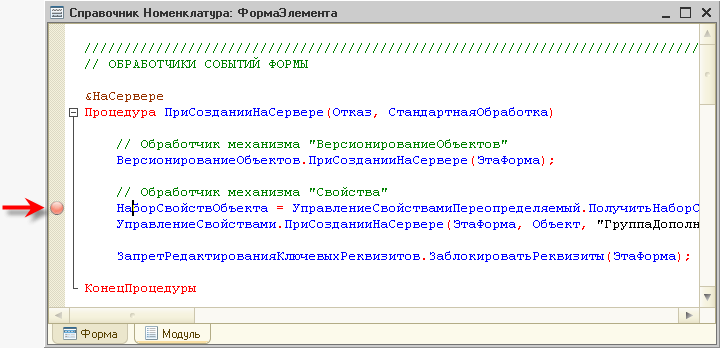 Справочник Номенклатура: ФормаЭлемента
////////////////////////////////////////////////////////////////////////////////
// ОБРАБОТЧИКИ СОБЫТИЙ ФОРМЫ
&НаСервере
Процедура ПриСозданииНаСервере(Отказ, СтандартнаяОбработка)
// Обработчик механизма "ВерсионированиеОбъектов"
ВерсионированиеОбъектов.ПриСозданииНаСервере(ЭтаФорма);
// Обработчик механизма "Свойства"
НаборСвойствОбъекта = УправлениеСвойствамиПереопределяемый.ПолучитьНаборС
УправлениеСвойствами.ПриСозданииНаСервере(ЭтаФорма, Объект, "ГруппаДополн
ЗапретРедактированияКлючевыхРеквизитов.ЗаблокироватьРеквизиты(ЭтаФорма);
КонецПроцедуры
Форма
Модуль